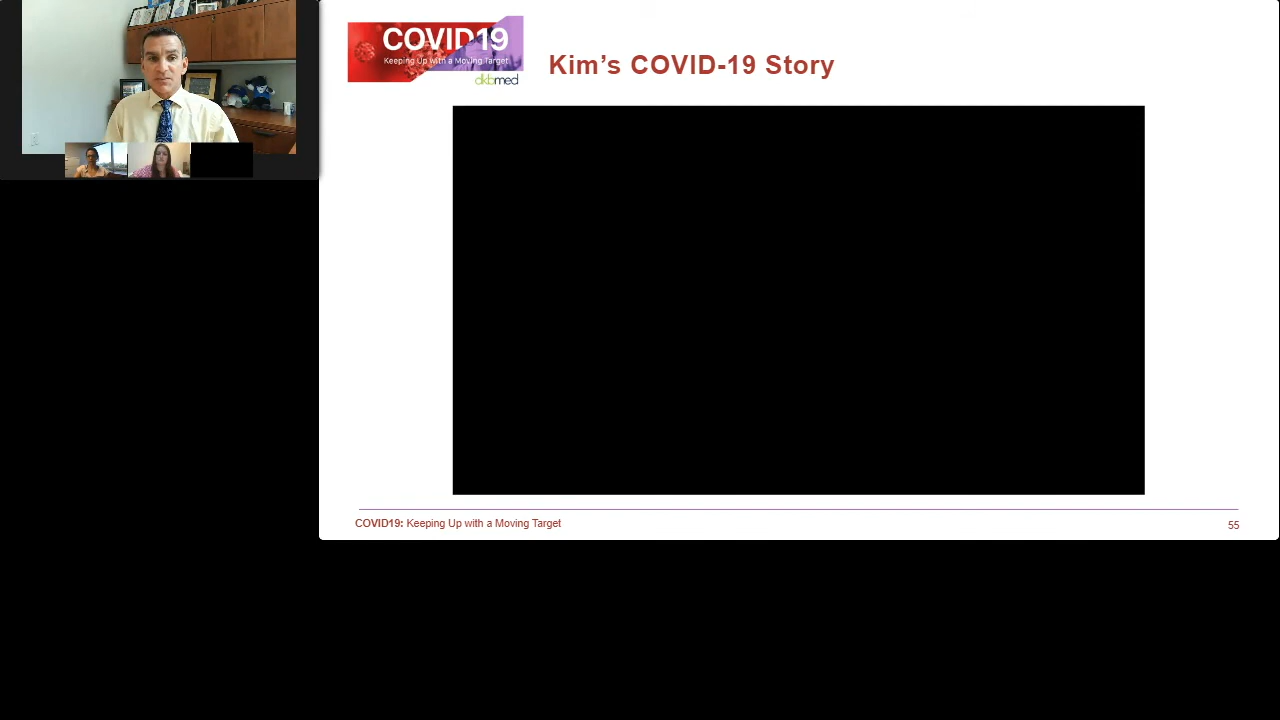 COVID19
Keeping Up with a Moving Target
dkbmed
Kim’s COVID-19 Story
COVID19: Keeping Up with a Moving Target
55